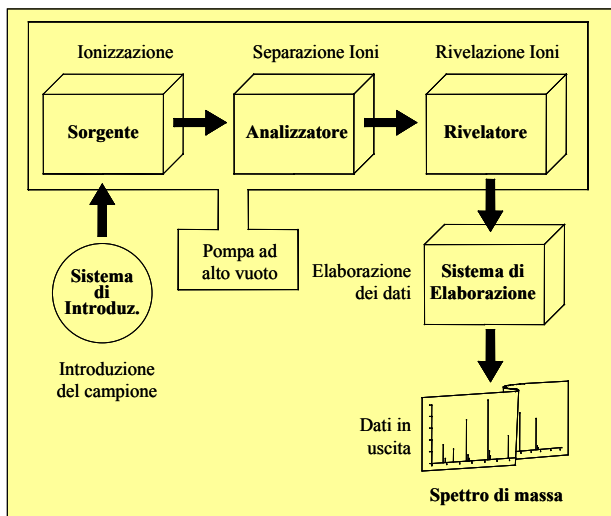 Ionizzazione
Separazione Ioni
Rivelazione Ioni
Sorgente
Analizzatore
Rivelatore
Sistema
di
Introduz.
Introduzione
del campione
Pompa ad
alto vuoto
Elaborazione
dei dati
Sistema di
Elaborazione
Dati in
uscita
Spettro di massa